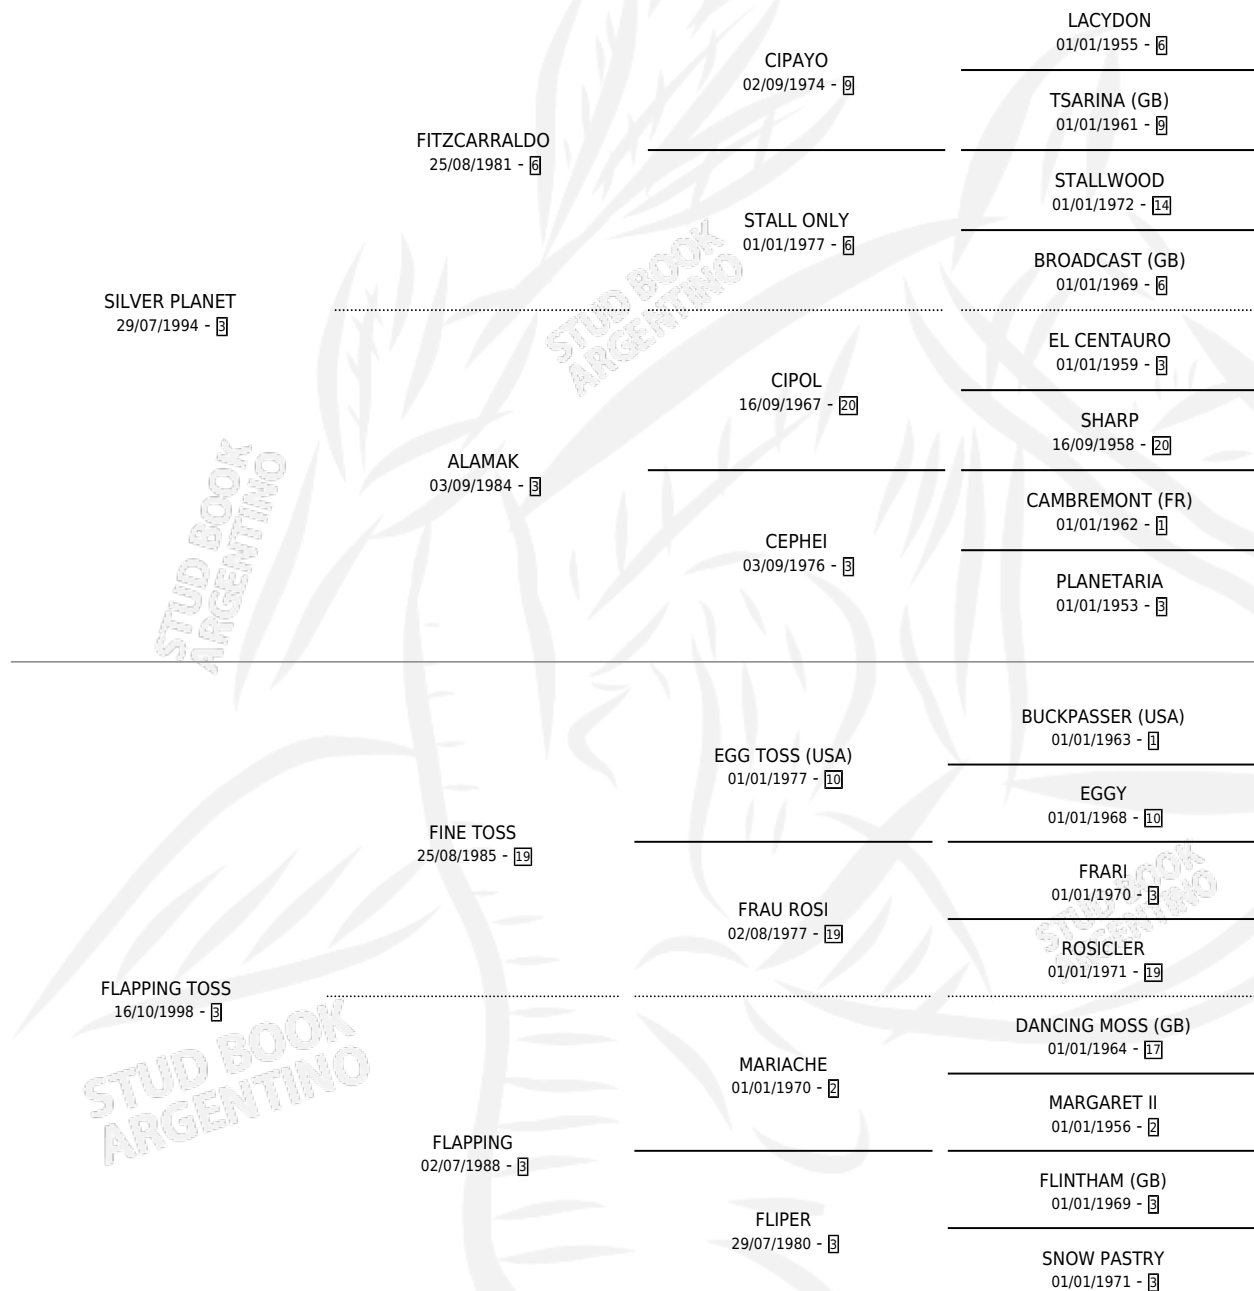 LACYDON
01/01/1955 - 6
CIPAYO
02/09/1974 - 9
TSARINA (GB)
01/01/1961 - 9
FITZCARRALDO
25/08/1981 - 6
STALLWOOD
01/01/1972 - 14
STALL ONLY
01/01/1977 - 6
BROADCAST (GB)
01/01/1969 - 6
SILVER PLANET
29/07/1994 - 3
STUD BOOK
ARGENTINO
EL CENTAURO
01/01/1959 - 3
CIPOL
16/09/1967 - 20
SHARP
16/09/1958 - 20
ALAMAK
03/09/1984 - 3
CAMBREMONT (FR)
01/01/1962 - 1
CEPHEI
03/09/1976 - 3
PLANETARIA
01/01/1953 - 3
STUD BOOK
ARGENTINO
BUCKPASSER (USA)
01/01/1963 - 1
EGG TOSS (USA)
01/01/1977 - 10
EGGY
01/01/1968 - 10
FINE TOSS
25/08/1985 - 19
FRARI
01/01/1970 - 3
FRAU ROSI
02/08/1977 - 19
STUD BOOK
ARGENTINO
ROSICLER
01/01/1971 - 19
FLAPPING TOSS
16/10/1998 - 3
DANCING MOSS (GB)
01/01/1964 - 17
STUD BOOK
ARGENTINO
MARIACHE
01/01/1970 - 2
MARGARET II
01/01/1956 - 2
FLAPPING
02/07/1988 - 3
FLINTHAM (GB)
01/01/1969 - 3
FLIPER
29/07/1980 - 3
SNOW PASTRY
01/01/1971 - 3